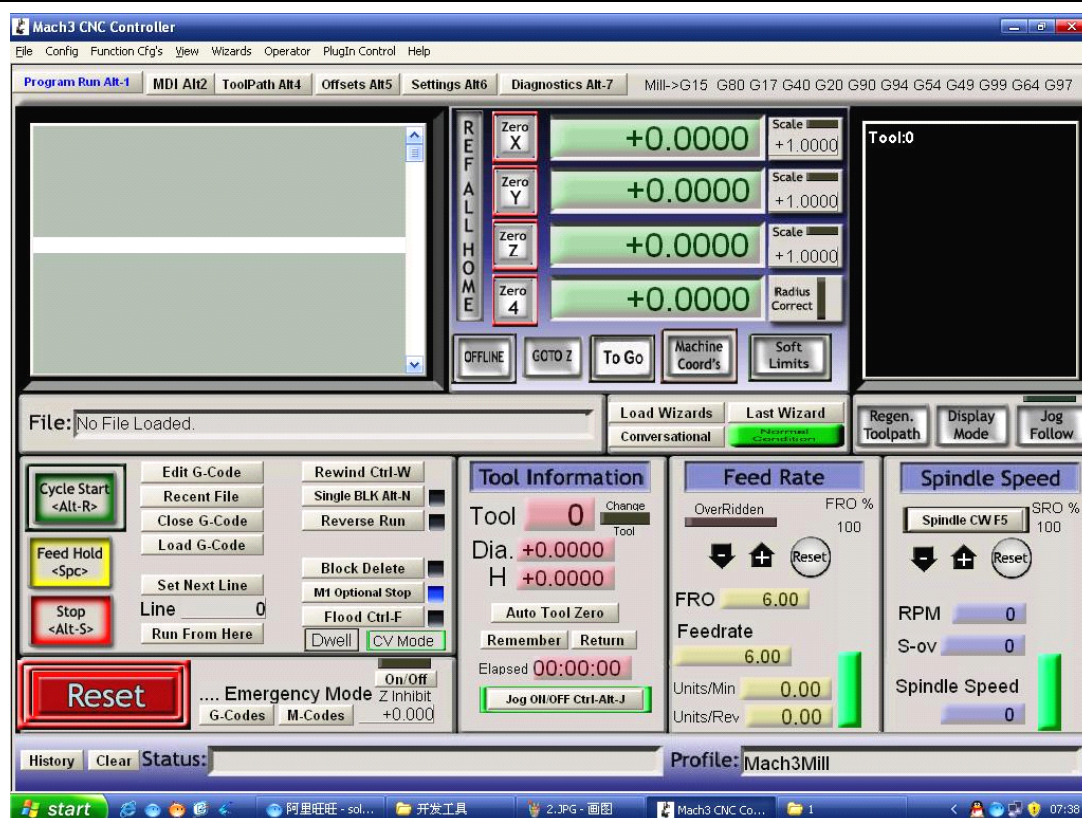 Mach3 CNC Controller
File Config Function Cfg's View Wizards Operator PlugIn Control Help
Program Run Alt-1 MDI Alt2 ToolPath Alt4 Offsets Alt5 Settings Alt6 Diagnostics Alt-7 Mill->G15 G80 G17 G40 G20 G90 G94 G54 G49 G99 G64 G97
REF ALL HOME
Zero X +0.0000 Scale +1.0000
Zero Y +0.0000 Scale +1.0000
Zero Z +0.0000 Scale +1.0000
Zero 4 +0.0000 Radius Correct
OFFLINE GOTO Z To Go Machine Coord's Soft Limits
Tool:0
File: No File Loaded.
Load Wizards Last Wizard
Conversational Normal Condition
Regen. Toolpath Display Mode Jog Follow
Cycle Start <Alt-R>
Feed Hold <Spc>
Stop <Alt-S>
Edit G-Code
Recent File
Close G-Code
Load G-Code
Set Next Line
Line 0
Run From Here
Rewind Ctrl-W
Single BLK Alt-N
Reverse Run
Block Delete
M1 Optional Stop
Flood Ctrl-F
Dwell CV Mode
Reset
.... Emergency Mode
G-Codes M-Codes
On/Off
Z Inhibit
+0.000
Tool Information
Tool 0 Change Tool
Dia. +0.0000
H +0.0000
Auto Tool Zero
Remember Return
Elapsed 00:00:00
Jog ON/OFF Ctrl-Alt-J
Feed Rate
OverRidden FRO %
100
Reset
FRO 6.00
Feedrate
6.00
Units/Min 0.00
Units/Rev 0.00
Spindle Speed
Spindle CW F5 SRO %
100
Reset
RPM 0
S-ov 0
Spindle Speed
0
History Clear Status:
Profile: Mach3Mill
start 阿里旺旺 - sol... 开发工具 2.JPG - 画图 Mach3 CNC Co... 1 07:38